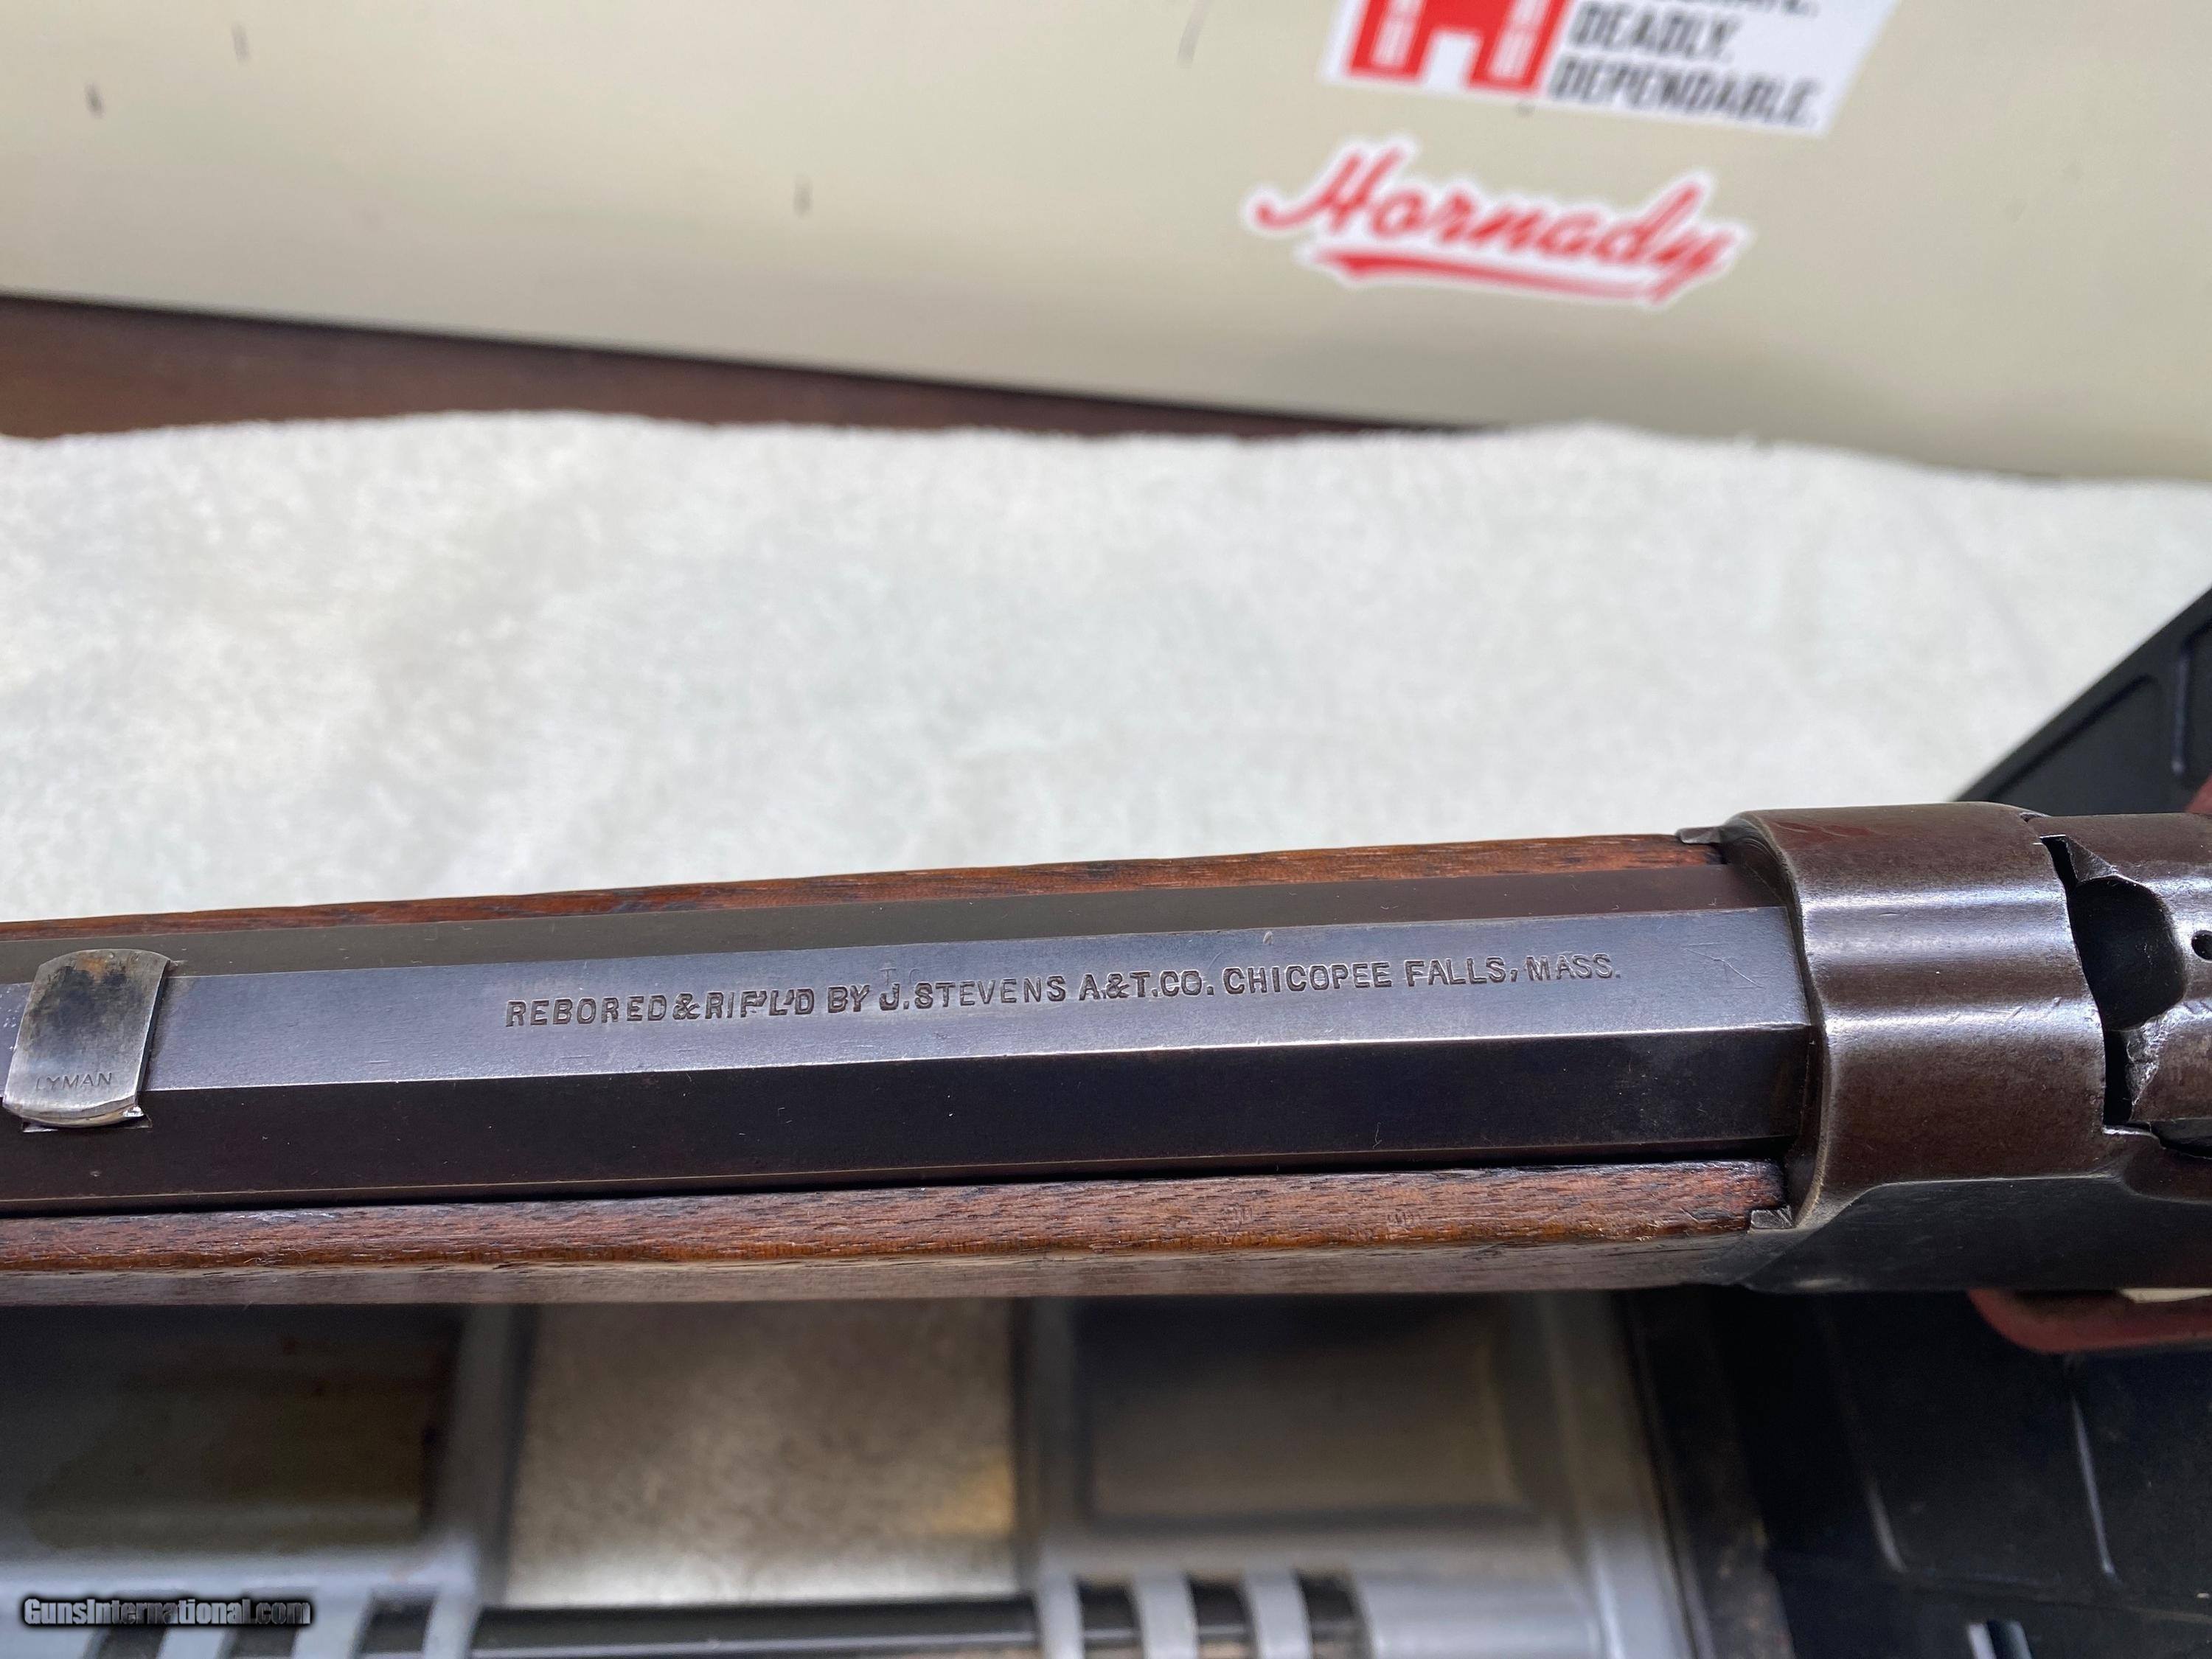 DEADLY.
DEPENDABLE.
Hornady
REBORED & RIF'L'D BY J. STEVENS A.&T. CO. CHICOPEE FALLS, MASS.
LYMAN
GunsInternational.com